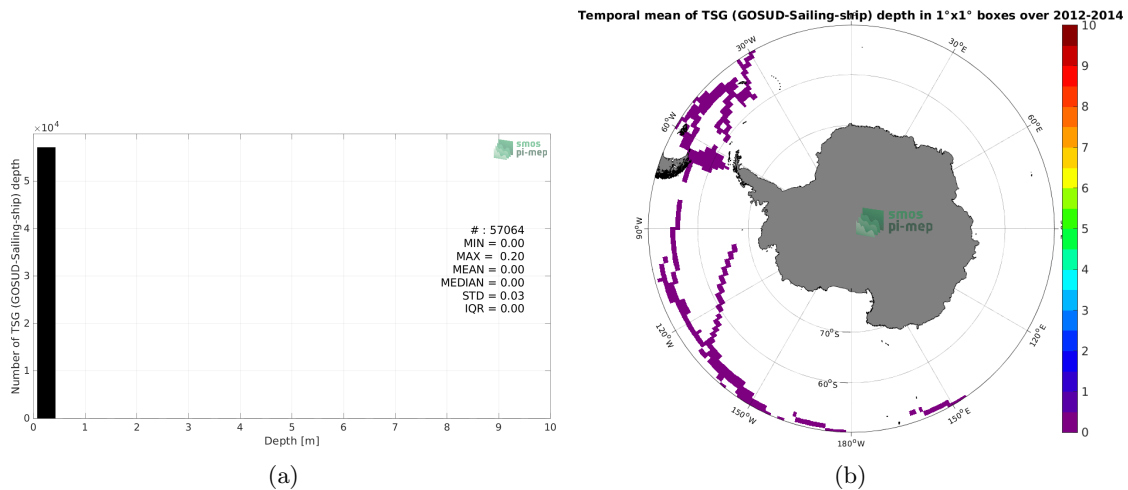 Temporal mean of TSG (GOSUD-Sailing-ship) depth in 1°x1° boxes over 2012-2014
×10⁴
Number of TSG (GOSUD-Sailing-ship) depth
5
4
3
2
1
0
smos
pi-mep
# : 57064
MIN = 0.00
MAX = 0.20
MEAN = 0.00
MEDIAN = 0.00
STD = 0.03
IQR = 0.00
0 1 2 3 4 5 6 7 8 9 10
Depth [m]
(a)
30°W
30°E
60°W
60°E
90°W
smos
pi-mep
120°W
120°E
70°S
60°S
150°W
150°E
180°W
10
9
8
7
6
5
4
3
2
1
0
(b)